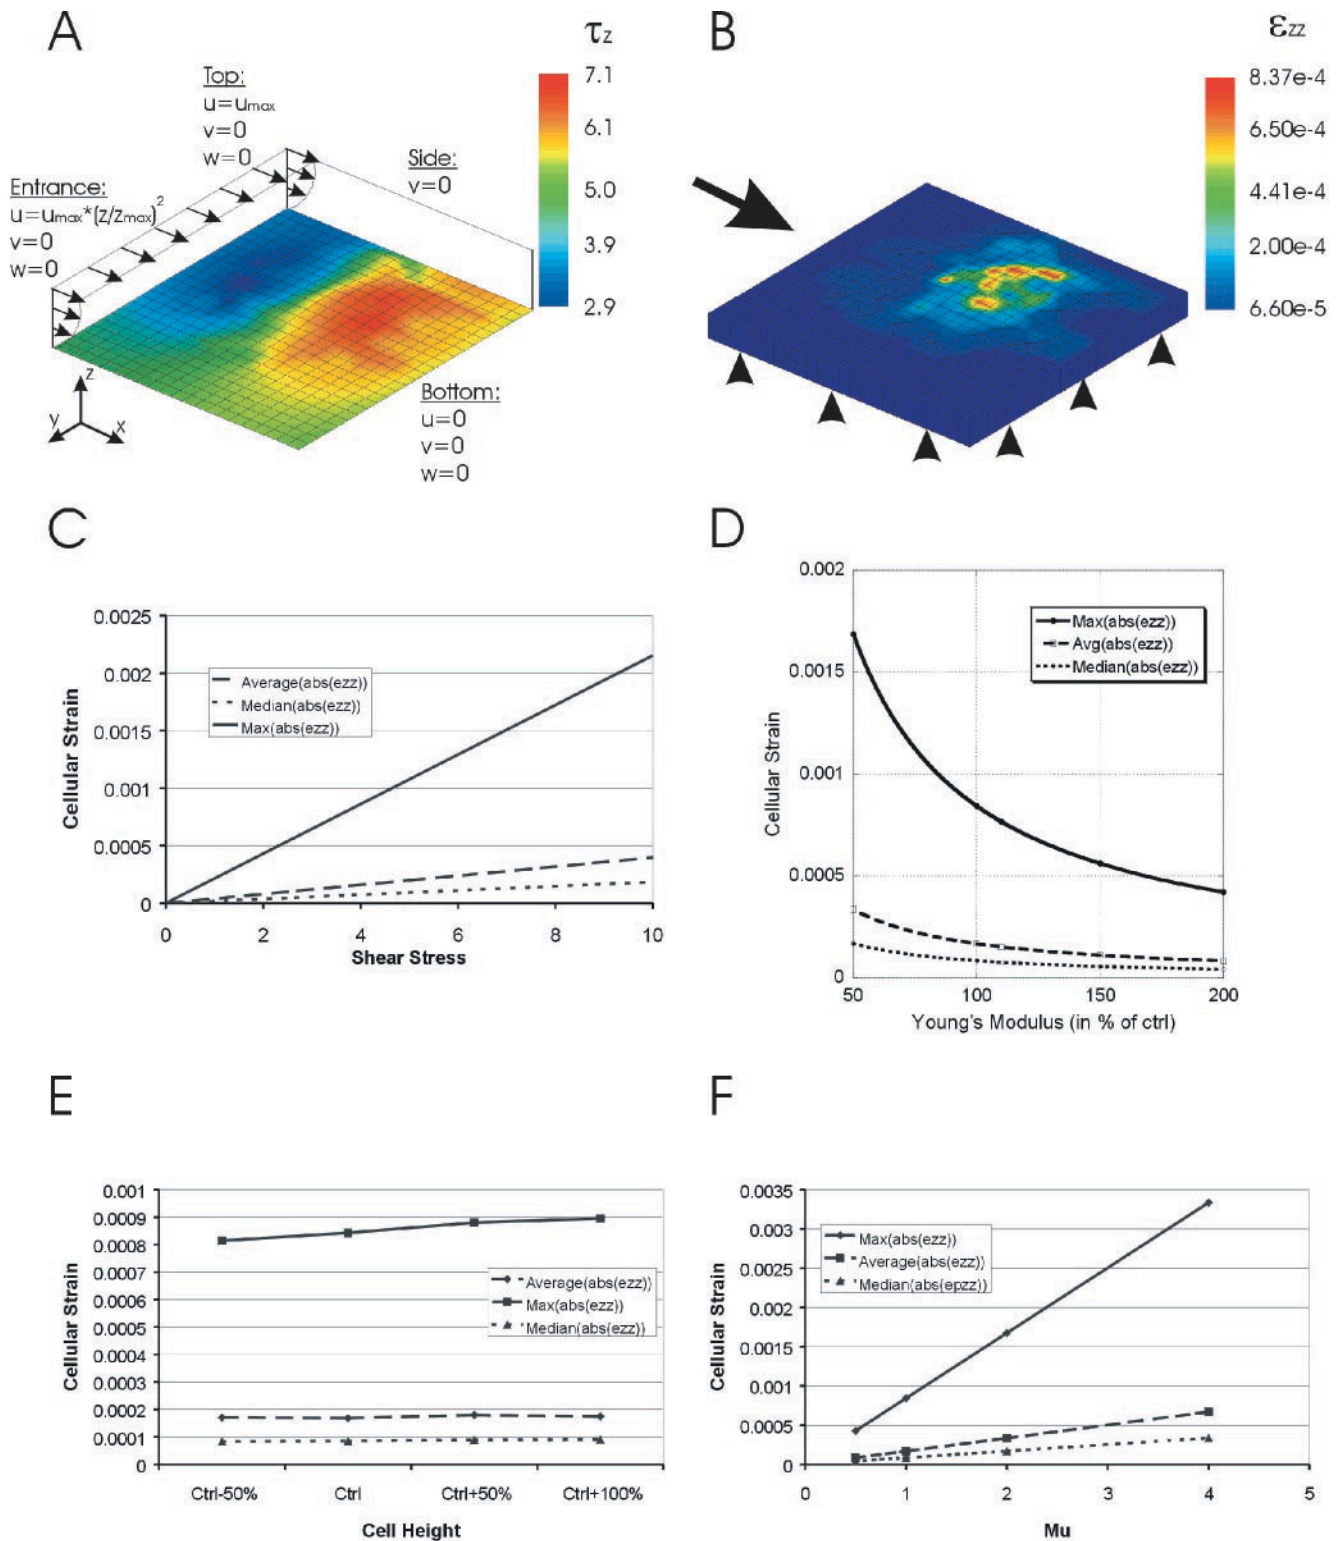 A
τz
7.1
6.1
5.0
3.9
2.9
Top:
u=umax
v=0
w=0
Side:
v=0
Entrance:
u=umax*(z/zmax)²
v=0
w=0
Bottom:
u=0
v=0
w=0
z
y
x
B
εzz
8.37e-4
6.50e-4
4.41e-4
2.00e-4
6.60e-5
C
Cellular Strain
0.0025
0.002
0.0015
0.001
0.0005
0
Average(abs(ezz))
Median(abs(ezz))
Max(abs(ezz))
0 2 4 6 8 10
Shear Stress
D
Cellular Strain
0.002
0.0015
0.001
0.0005
0
Max(abs(ezz))
Avg(abs(ezz))
Median(abs(ezz))
50 100 150 200
Young's Modulus (in % of ctrl)
E
Cellular Strain
0.001
0.0009
0.0008
0.0007
0.0006
0.0005
0.0004
0.0003
0.0002
0.0001
0
Average(abs(ezz))
Max(abs(ezz))
Median(abs(ezz))
Ctrl-50% Ctrl Ctrl+50% Ctrl+100%
Cell Height
F
Cellular Strain
0.0035
0.003
0.0025
0.002
0.0015
0.001
0.0005
0
Max(abs(ezz))
Average(abs(ezz))
Median(abs(epzz))
0 1 2 3 4 5
Mu